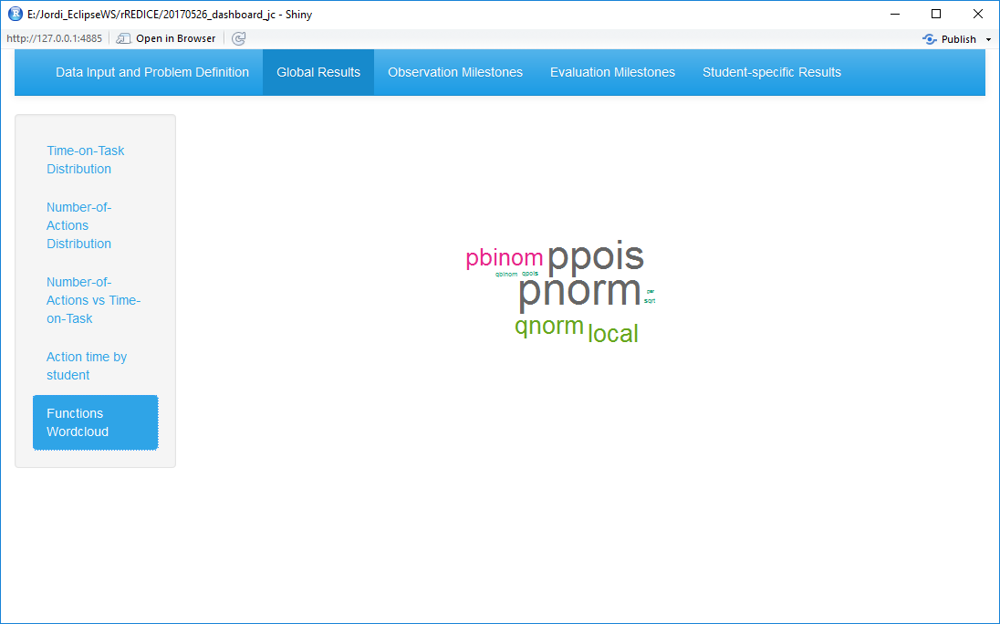 E:/Jordi_EclipseWS/rREDICE/20170526_dashboard_jc - Shiny
http://127.0.0.1:4885 Open in Browser Publish
Data Input and Problem Definition Global Results Observation Milestones Evaluation Milestones Student-specific Results
Time-on-Task
Distribution
Number-of-
Actions
Distribution
Number-of-
Actions vs Time-
on-Task
Action time by
student
Functions
Wordcloud
pbinom ppois
qbinom qpois
pnorm
par
sqrt
qnorm local